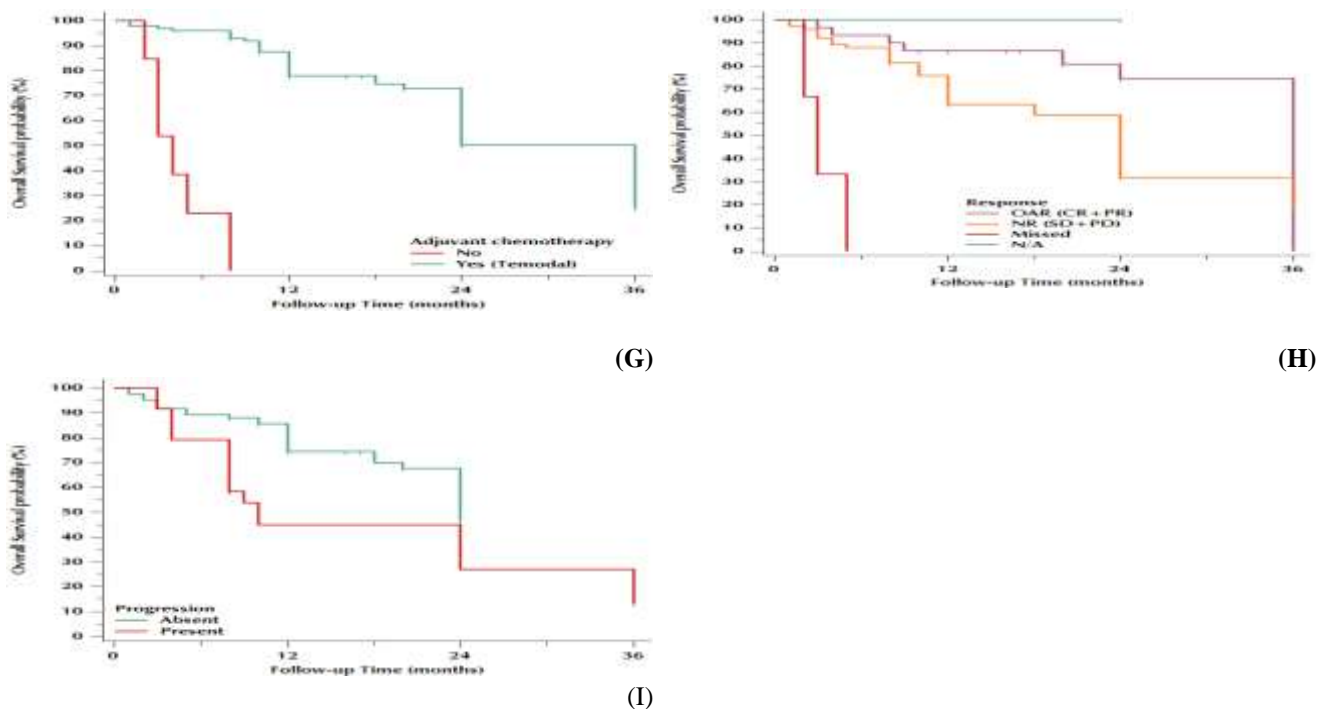 Overall Survival probability (%)
100
90
80
70
60
50
40
30
20
10
0
Adjuvant chemotherapy
No
Yes (Temodal)
0 12 24 36
Follow-up Time (months)
(G)
Overall Survival probability (%)
100
90
80
70
60
50
40
30
20
10
0
Response
OAR (CR + PR)
NR (SD + PD)
Missed
N/A
0 12 24 36
Follow-up Time (months)
(H)
Overall Survival probability (%)
100
90
80
70
60
50
40
30
20
10
0
Progression
Absent
Present
0 12 24 36
Follow-up Time (months)
(I)